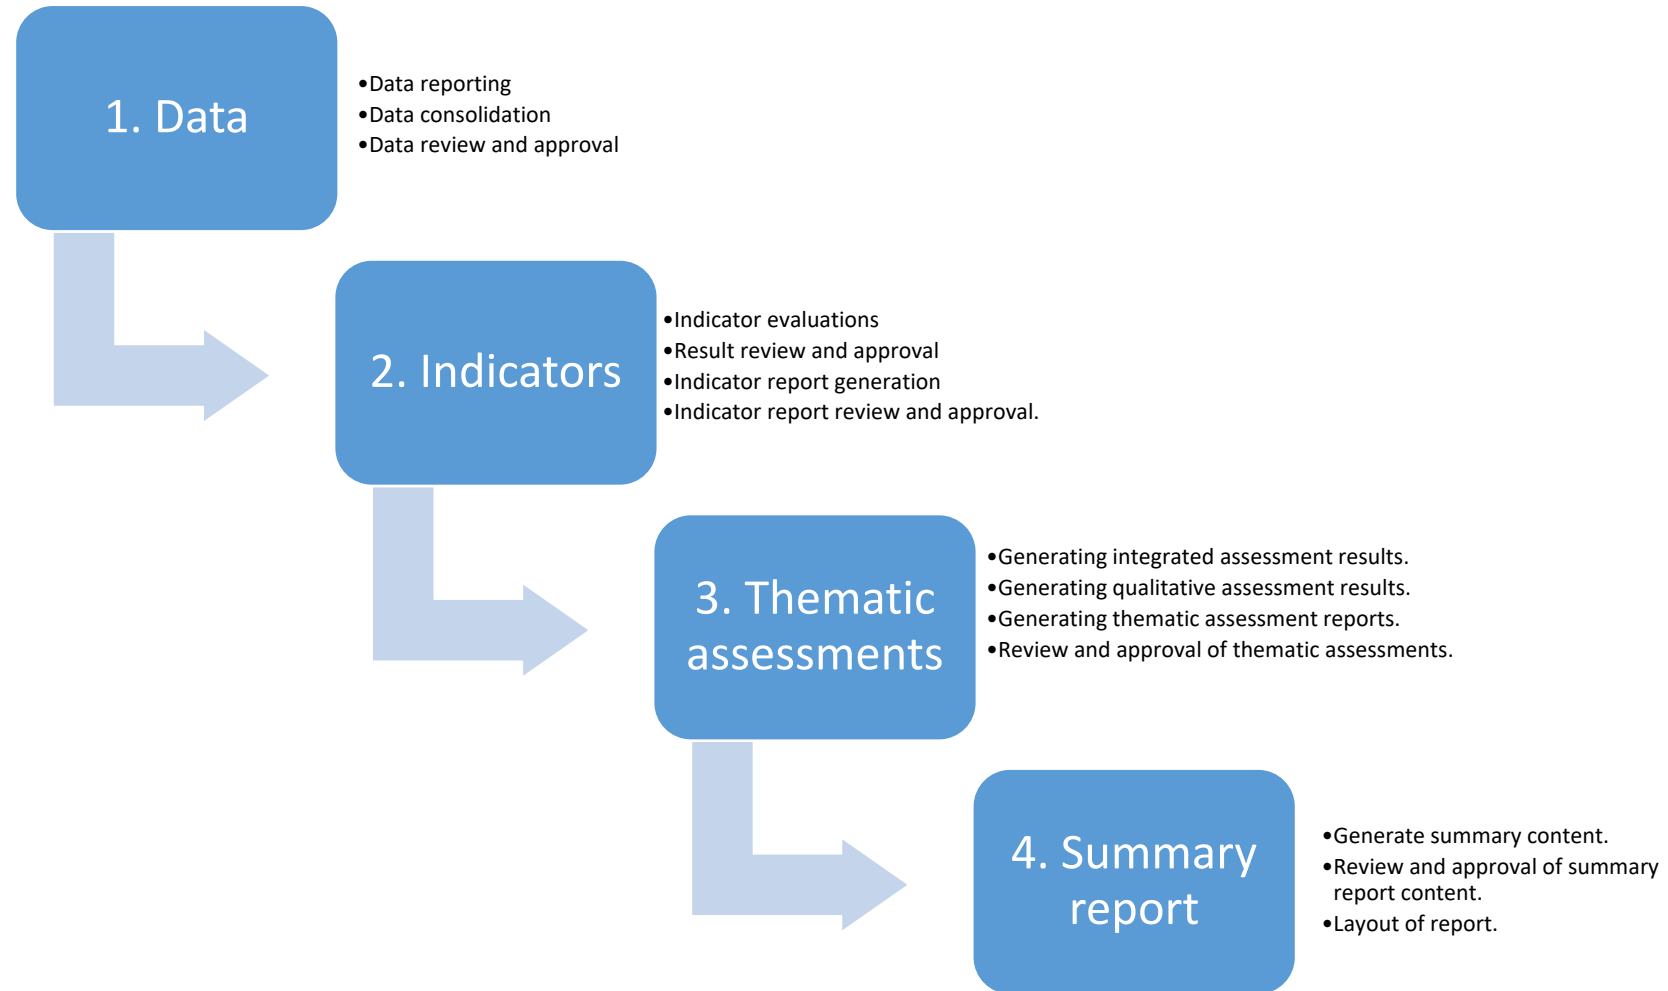 1. Data
•Data reporting
•Data consolidation
•Data review and approval
2. Indicators
•Indicator evaluations
•Result review and approval
•Indicator report generation
•Indicator report review and approval.
3. Thematic
assessments
•Generating integrated assessment results.
•Generating qualitative assessment results.
•Generating thematic assessment reports.
•Review and approval of thematic assessments.
4. Summary
report
•Generate summary content.
•Review and approval of summary
report content.
•Layout of report.